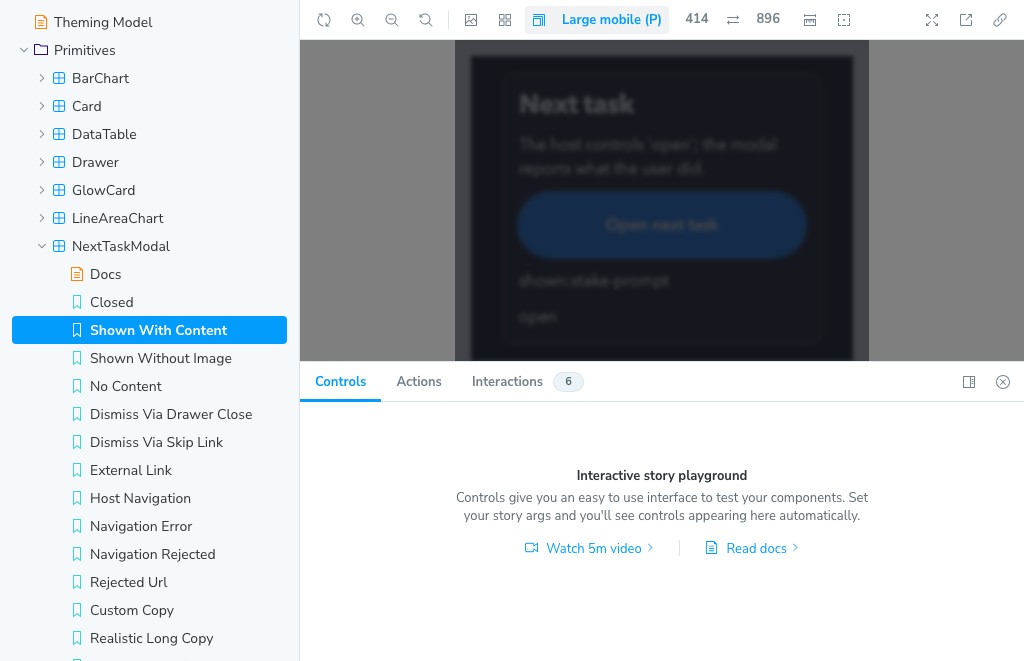 Theming Model
Primitives
BarChart
Card
DataTable
Drawer
GlowCard
LineAreaChart
NextTaskModal
Docs
Closed
Shown With Content
Shown Without Image
No Content
Dismiss Via Drawer Close
Dismiss Via Skip Link
External Link
Host Navigation
Navigation Error
Navigation Rejected
Rejected Url
Custom Copy
Realistic Long Copy
Large mobile (P) 414 896
Next task
The host controls `open`; the modal
reports what the user did.
Open next task
shown:stake-prompt
open
Controls Actions Interactions 6
Interactive story playground
Controls give you an easy to use interface to test your components. Set
your story args and you'll see controls appearing here automatically.
Watch 5m video Read docs